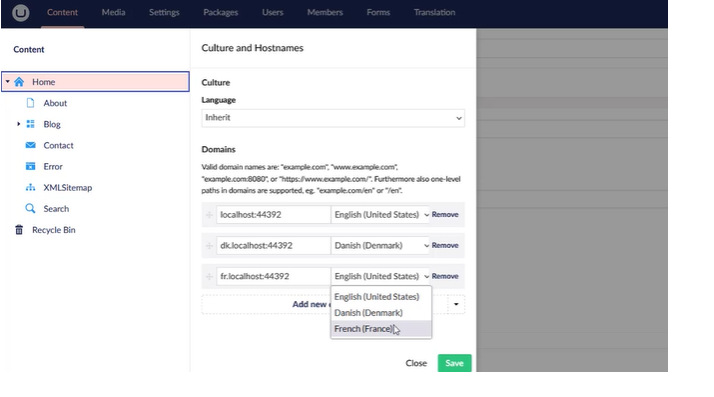 Content Media Settings Packages Users Members Forms Translation
Content
Home
About
Blog
Contact
Error
XMLSitemap
Search
Recycle Bin
Culture and Hostnames
Culture
Language
Inherit
Domains
Valid domain names are: "example.com", "www.example.com",
"example.com:8080", or "https://www.example.com/". Furthermore also one-level
paths in domains are supported, eg. "example.com/en" or "/en".
localhost:44392 English (United States) Remove
dk.localhost:44392 Danish (Denmark) Remove
fr.localhost:44392 English (United States) Remove
English (United States)
Danish (Denmark)
French (France)
Add new
Close Save